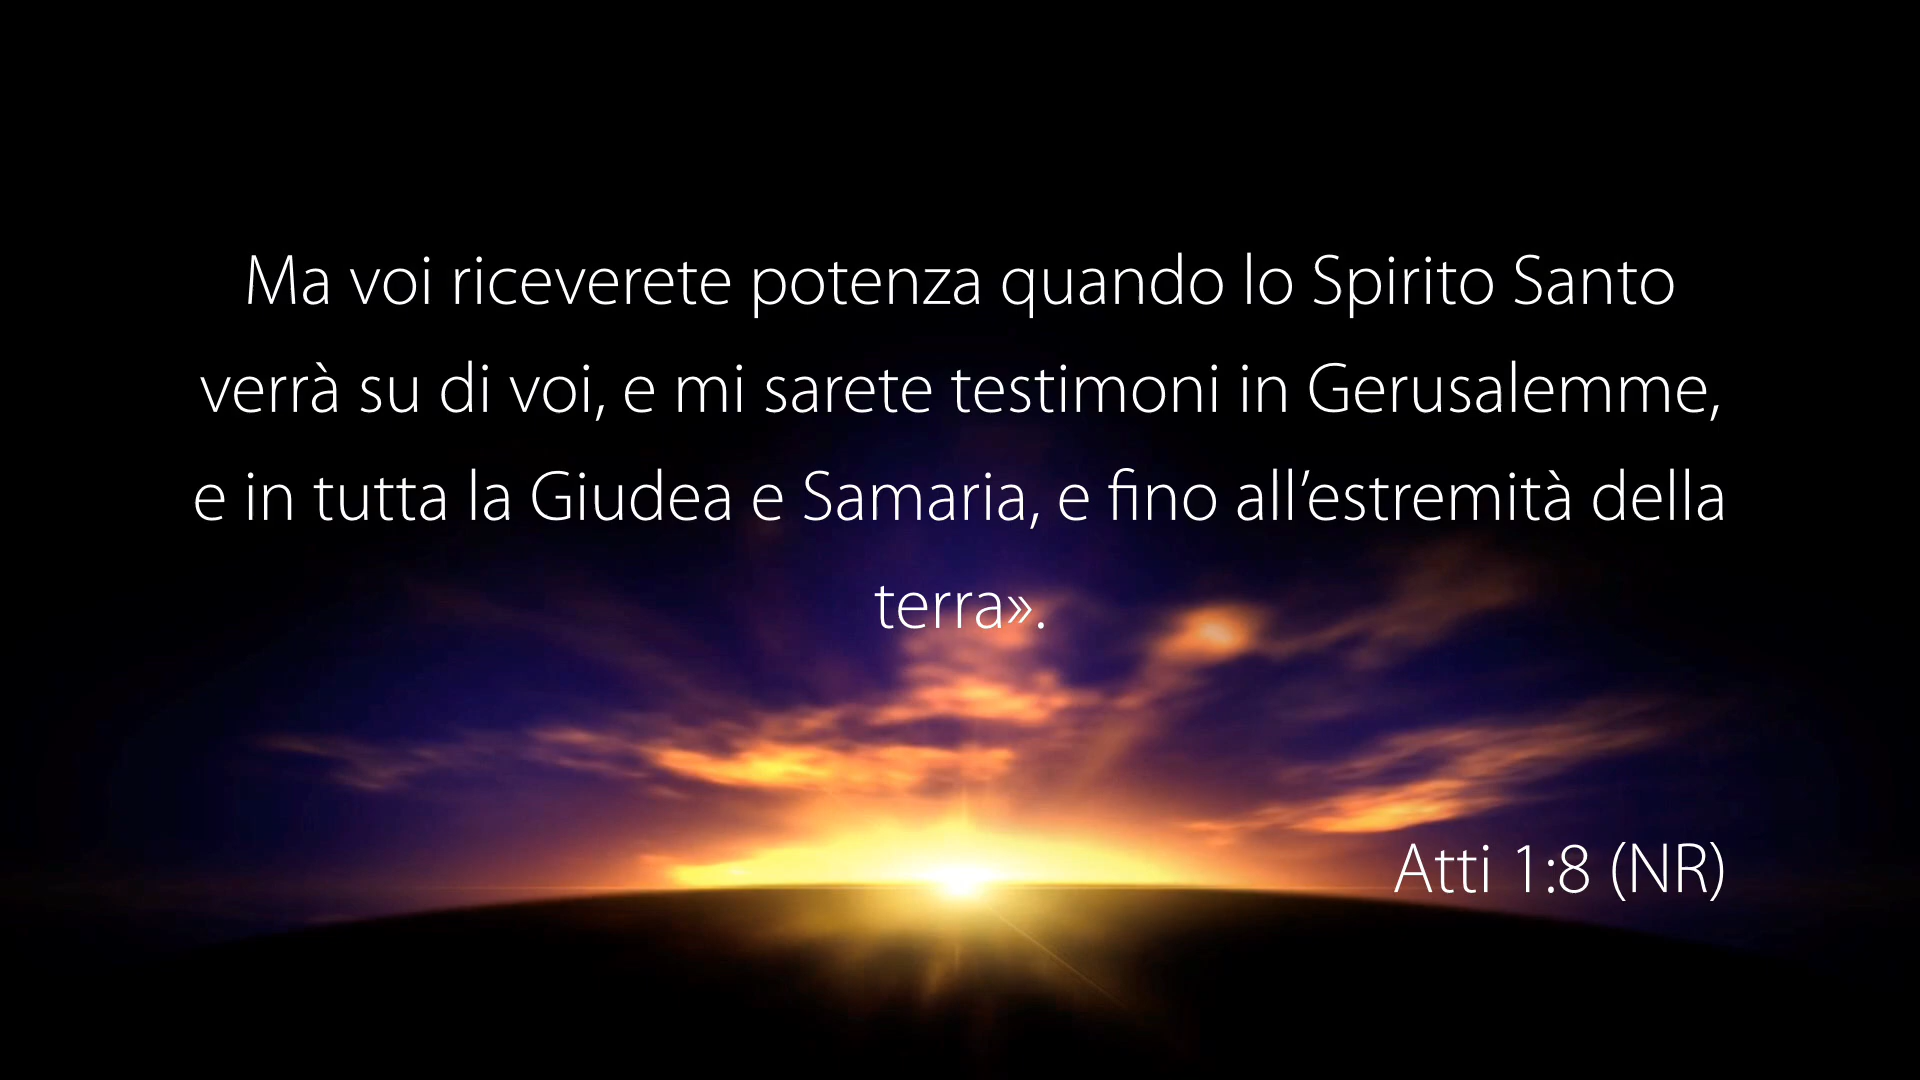 Ma voi riceverete potenza quando lo Spirito Santo
verrà su di voi, e mi sarete testimoni in Gerusalemme,
e in tutta la Giudea e Samaria, e fino all’estremità della
terra».
Atti 1:8 (NR)